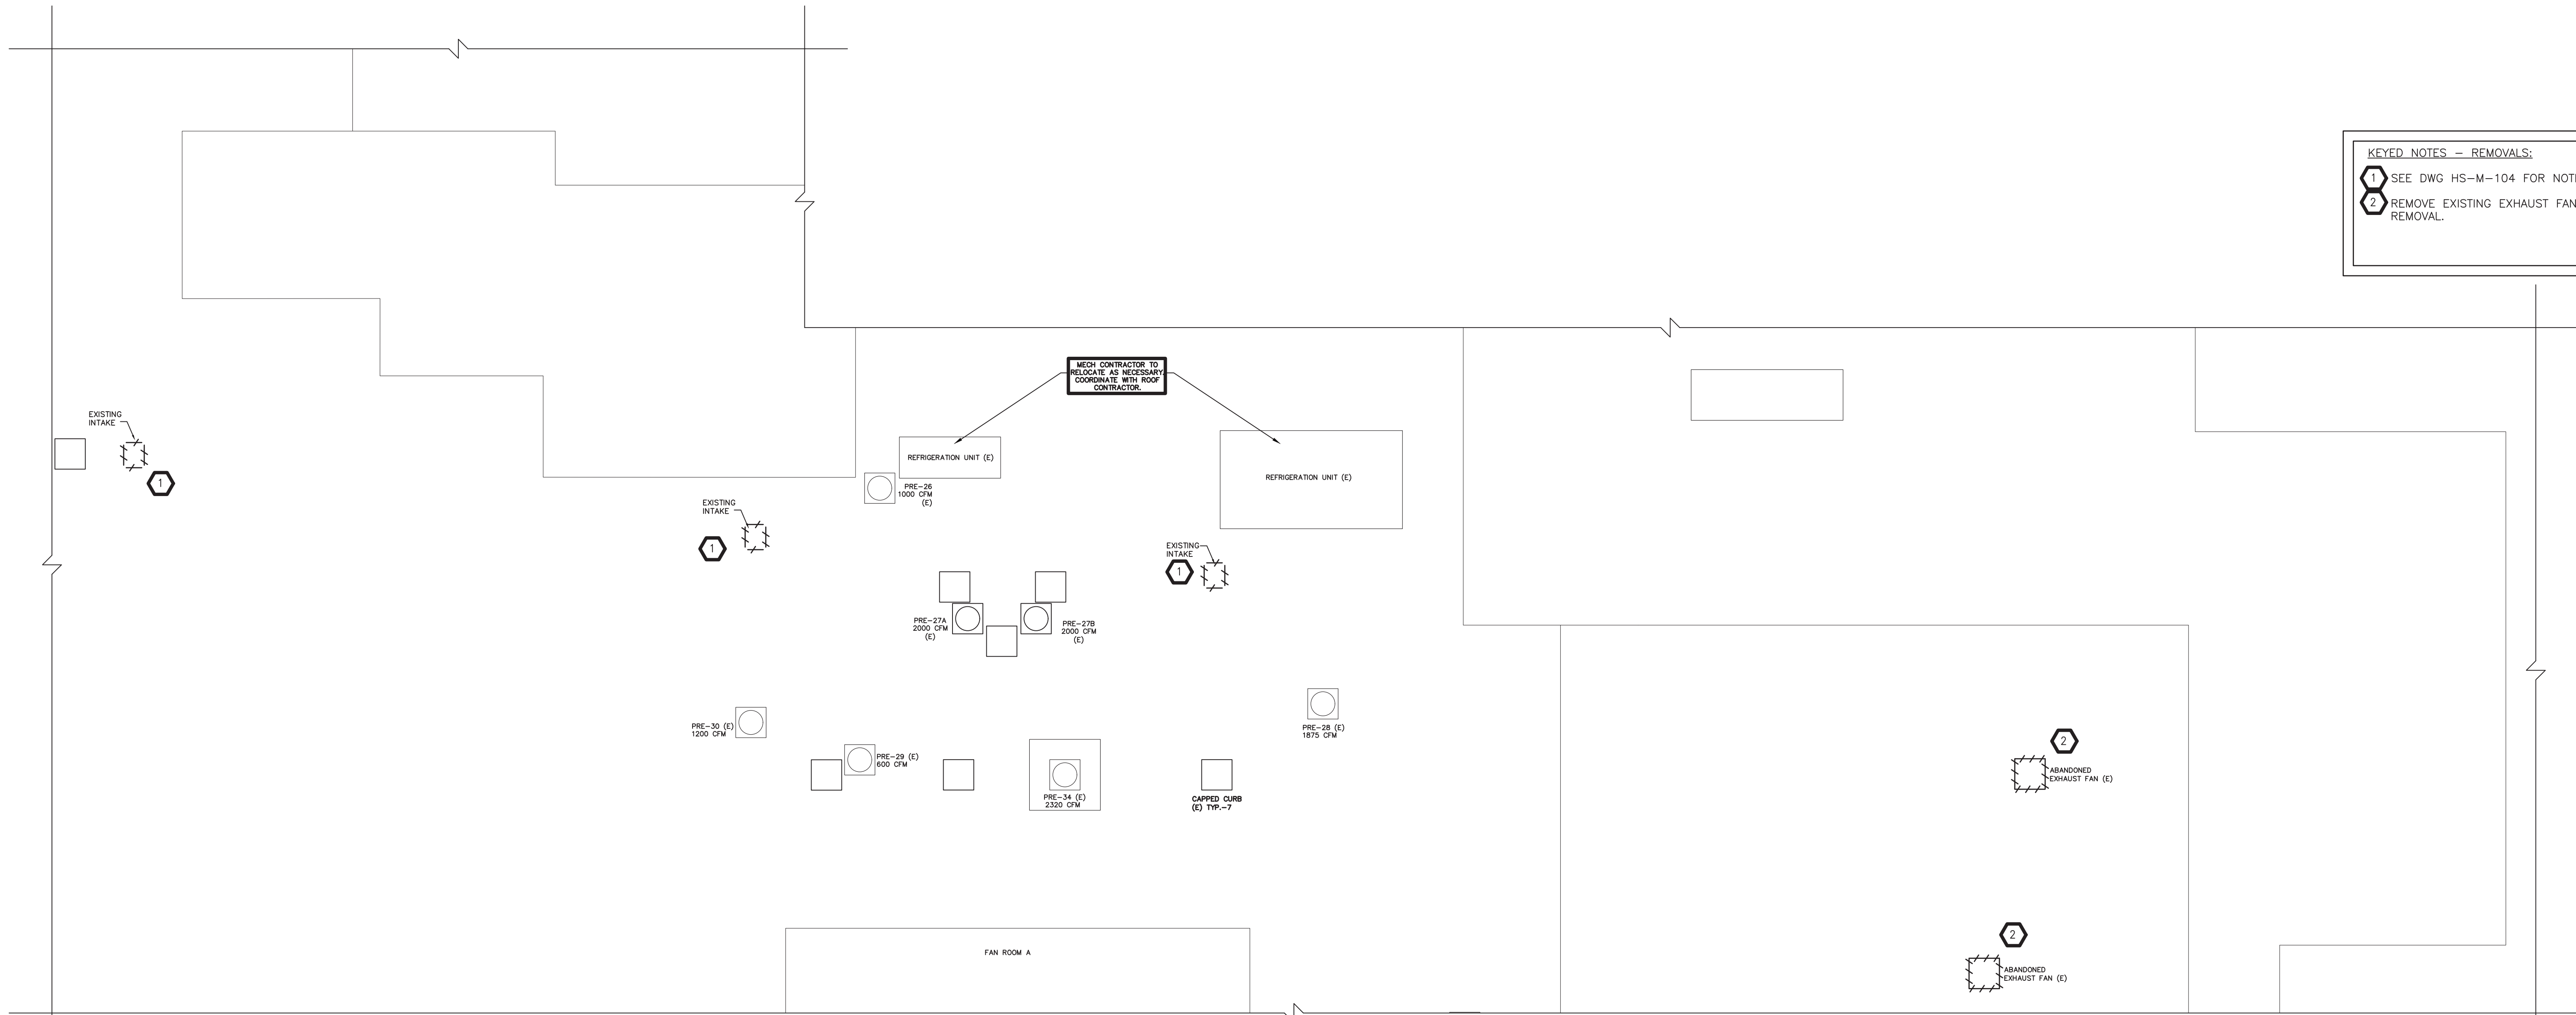 KEYED NOTES - REMOVALS:
1 SEE DWG HS-M-104 FOR
2 REMOVE EXISTING EXHAUST FAN
REMOVAL.
MECH CONTRACTOR TO
RELOCATE AS NECESSARY.
COORDINATE WITH ROOF
CONTRACTOR.
EXISTING
INTAKE
1
REFRIGERATION UNIT (E)
REFRIGERATION UNIT (E)
PRE-26
1000 CFM
(E)
EXISTING
INTAKE
1
EXISTING
INTAKE
1
PRE-27A
2000 CFM
(E)
PRE-27B
2000 CFM
(E)
PRE-30 (E)
1200 CFM
PRE-29 (E)
600 CFM
PRE-34 (E)
2320 CFM
CAPPED CURB
(E) TYP.-7
PRE-28 (E)
1875 CFM
2
ABANDONED
EXHAUST FAN (E)
2
ABANDONED
EXHAUST FAN (E)
FAN ROOM A